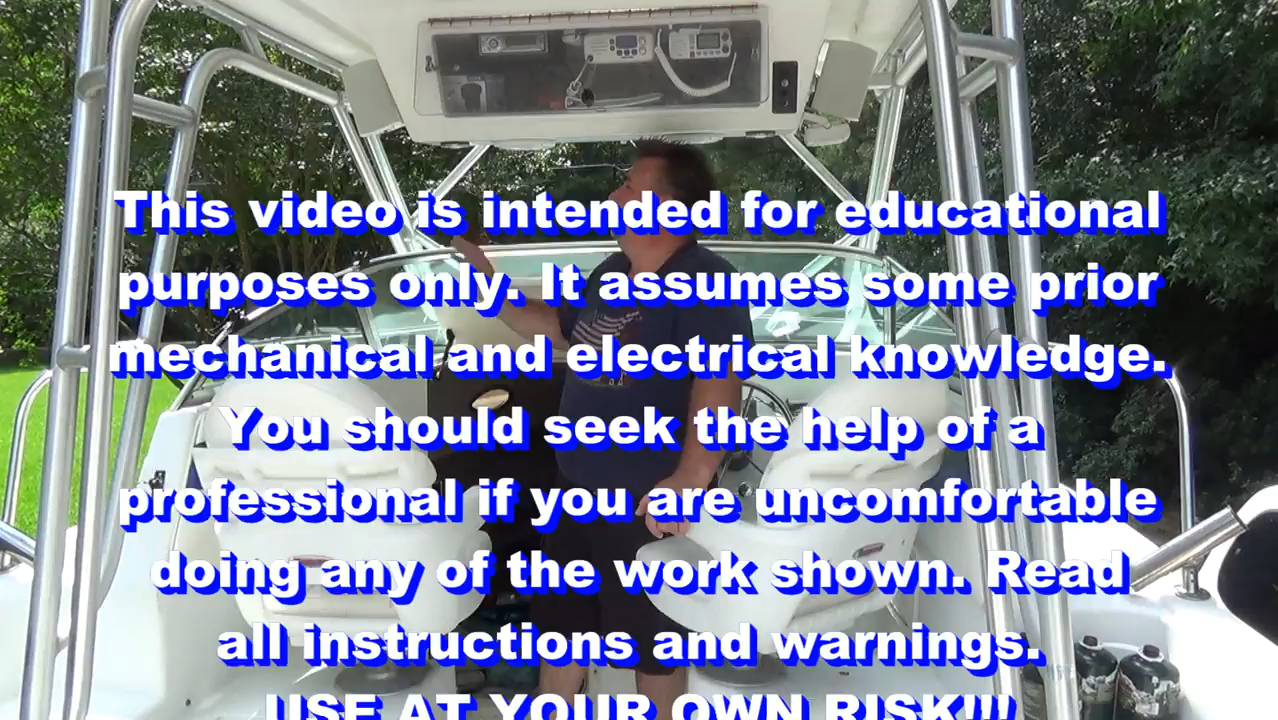 This video is intended for educational
purposes only. It assumes some prior
mechanical and electrical knowledge.
You should seek the help of a
professional if you are uncomfortable
doing any of the work shown. Read
all instructions and warnings.
USE AT YOUR OWN RISK!!!